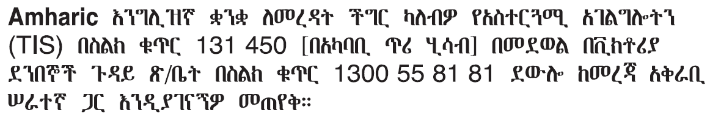 Amharic እንግሊዝኛ ቋንቋ ለመረዳት ችግር ካለብዎ የአስተርጓሚ አገልግሎትን
(TIS) በስልክ ቁጥር 131 450 [በአካባቢ ጥሪ ሂሳብ] በመደወል በቪክቶሪያ
ደንበኞች ጉዳይ ጽ/ቤት በስልክ ቁጥር 1300 55 81 81 ደውሎ ከመረጃ አቅራቢ
ሠራተኛ ጋር እንዲያገናኝዎ መጠየቅ።